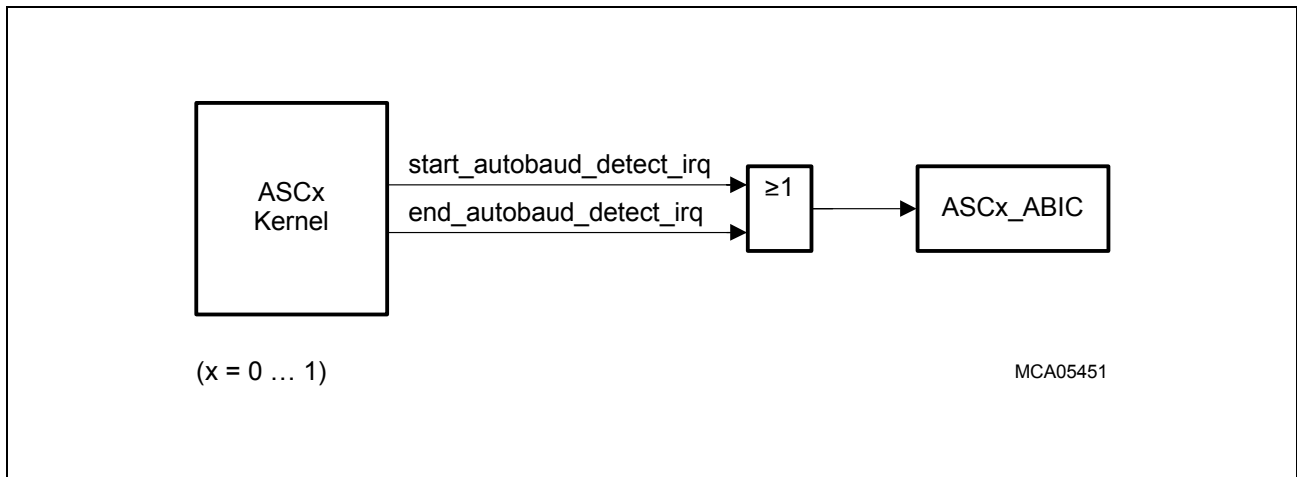 start_autobaud_detect_irq
ASCx
Kernel
≥1
ASCx_ABIC
end_autobaud_detect_irq
(x = 0 … 1)
MCA05451